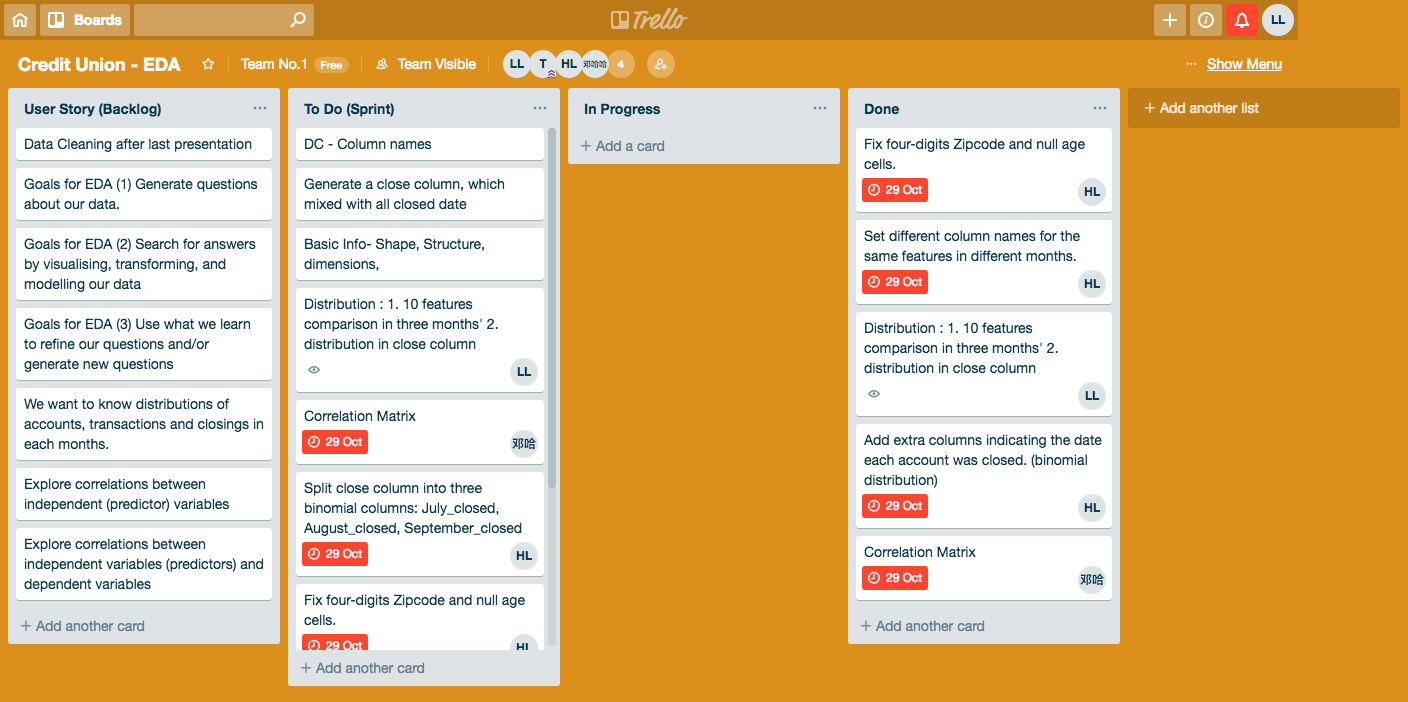 Boards
Trello
LL
Credit Union - EDA
Team No.1 Free
Team Visible
LL T HL 邓哈哈 4
... Show Menu
User Story (Backlog)
Data Cleaning after last presentation
Goals for EDA (1) Generate questions
about our data.
Goals for EDA (2) Search for answers
by visualising, transforming, and
modelling our data
Goals for EDA (3) Use what we learn
to refine our questions and/or
generate new questions
We want to know distributions of
accounts, transactions and closings in
each months.
Explore correlations between
independent (predictor) variables
Explore correlations between
independent variables (predictors) and
dependent variables
+ Add another card
To Do (Sprint)
DC - Column names
Generate a close column, which
mixed with all closed date
Basic Info- Shape, Structure,
dimensions,
Distribution : 1. 10 features
comparison in three months' 2.
distribution in close column
LL
Correlation Matrix
29 Oct
邓哈
Split close column into three
binomial columns: July_closed,
August_closed, September_closed
29 Oct
HL
Fix four-digits Zipcode and null age
cells.
29 Oct
HL
+ Add another card
In Progress
+ Add a card
Done
Fix four-digits Zipcode and null age
cells.
29 Oct
HL
Set different column names for the
same features in different months.
29 Oct
HL
Distribution : 1. 10 features
comparison in three months' 2.
distribution in close column
LL
Add extra columns indicating the date
each account was closed. (binomial
distribution)
29 Oct
HL
Correlation Matrix
29 Oct
邓哈
+ Add another card
+ Add another list